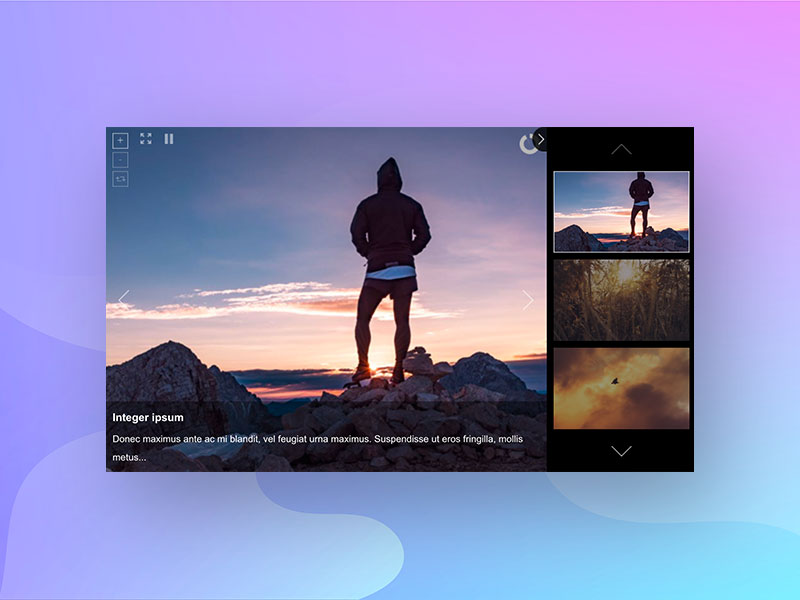 Integer ipsum
Donec maximus ante ac mi blandit, vel feugiat urna maximus. Suspendisse ut eros fringilla, mollis
metus...